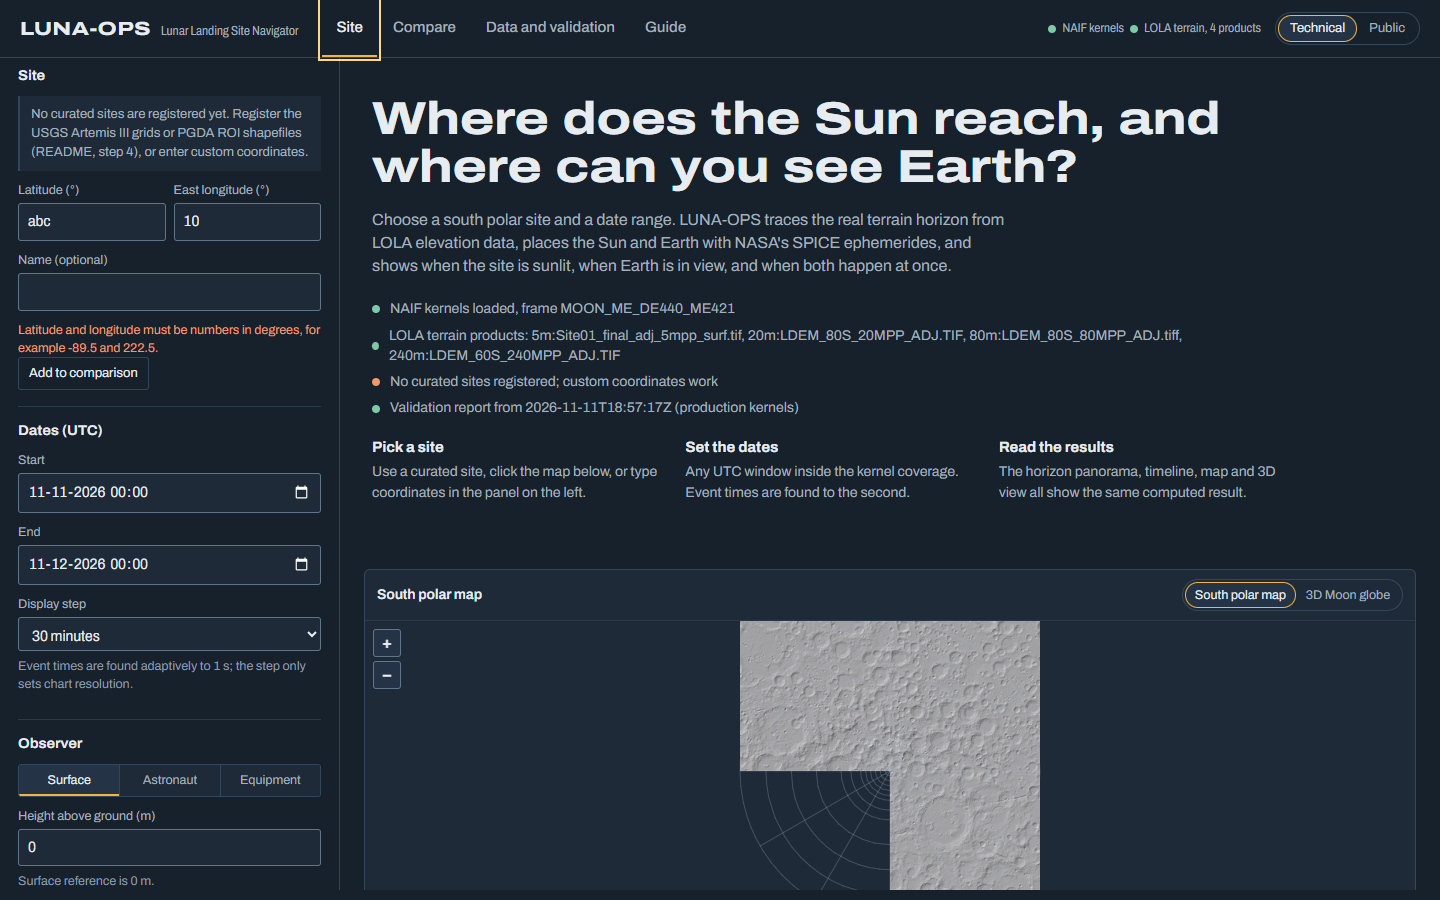 LUNA-OPS Lunar Landing Site Navigator
Site
Compare
Data and validation
Guide
NAIF kernels
LOLA terrain, 4 products
Technical
Public
Site
No curated sites are registered yet. Register the
USGS Artemis III grids or PGDA ROI shapefiles
(README, step 4), or enter custom coordinates.
Latitude (°)
East longitude (°)
abc
10
Name (optional)
Latitude and longitude must be numbers in degrees, for
example -89.5 and 222.5.
Add to comparison
Dates (UTC)
Start
11-11-2026 00:00
End
11-12-2026 00:00
Display step
30 minutes
Event times are found adaptively to 1 s; the step only
sets chart resolution.
Observer
Surface
Astronaut
Equipment
Height above ground (m)
0
Surface reference is 0 m.
Where does the Sun reach, and
where can you see Earth?
Choose a south polar site and a date range. LUNA-OPS traces the real terrain horizon from
LOLA elevation data, places the Sun and Earth with NASA's SPICE ephemerides, and
shows when the site is sunlit, when Earth is in view, and when both happen at once.
NAIF kernels loaded, frame MOON_ME_DE440_ME421
LOLA terrain products: 5m:Site01_final_adj_5mpp_surf.tif, 20m:LDEM_80S_20MPP_ADJ.TIF, 80m:LDEM_80S_80MPP_ADJ.tiff,
240m:LDEM_60S_240MPP_ADJ.TIF
No curated sites registered; custom coordinates work
Validation report from 2026-11-11T18:57:17Z (production kernels)
Pick a site
Use a curated site, click the map below, or type
coordinates in the panel on the left.
Set the dates
Any UTC window inside the kernel coverage.
Event times are found to the second.
Read the results
The horizon panorama, timeline, map and 3D
view all show the same computed result.
South polar map
South polar map
3D Moon globe
+
−